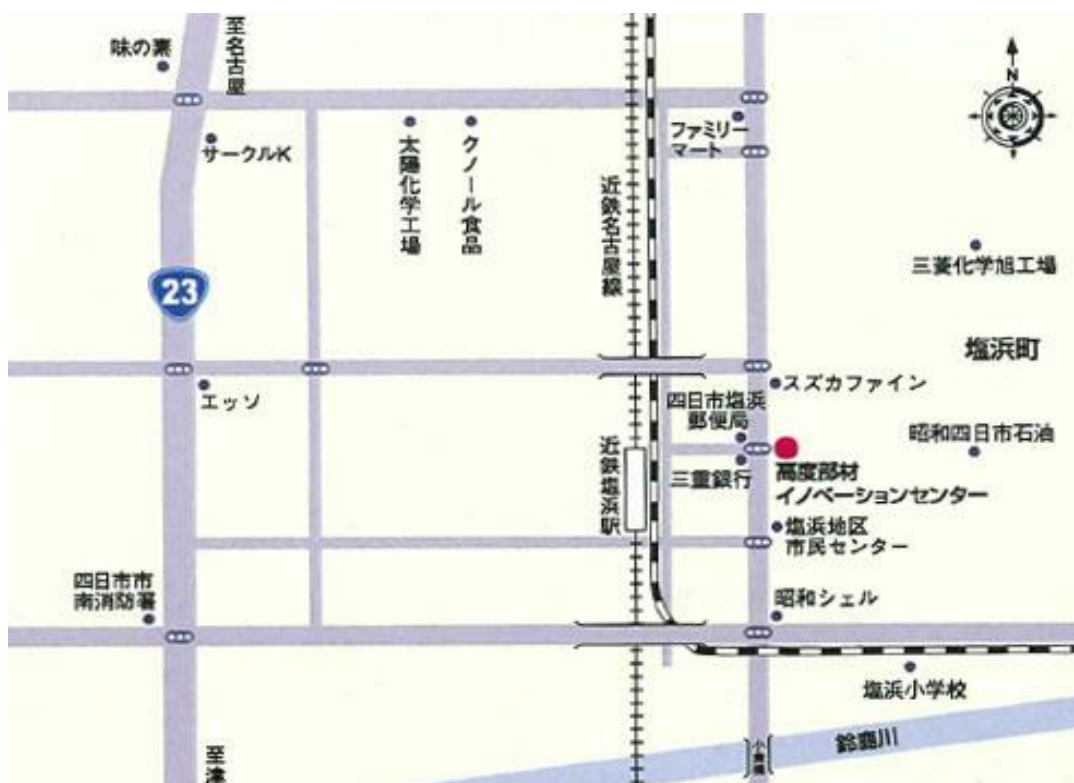 至名古屋
味の素
N
サークルK
太陽化学工場
クノール食品
近鉄名古屋線
ファミリー
マート
三菱化学旭工場
23
塩浜町
エッソ
スズカファイン
四日市塩浜
郵便局
昭和四日市石油
三重銀行
高度部材
イノベーションセンター
近鉄塩浜駅
塩浜地区
市民センター
四日市市
南消防署
昭和シェル
塩浜小学校
鈴鹿川
至津